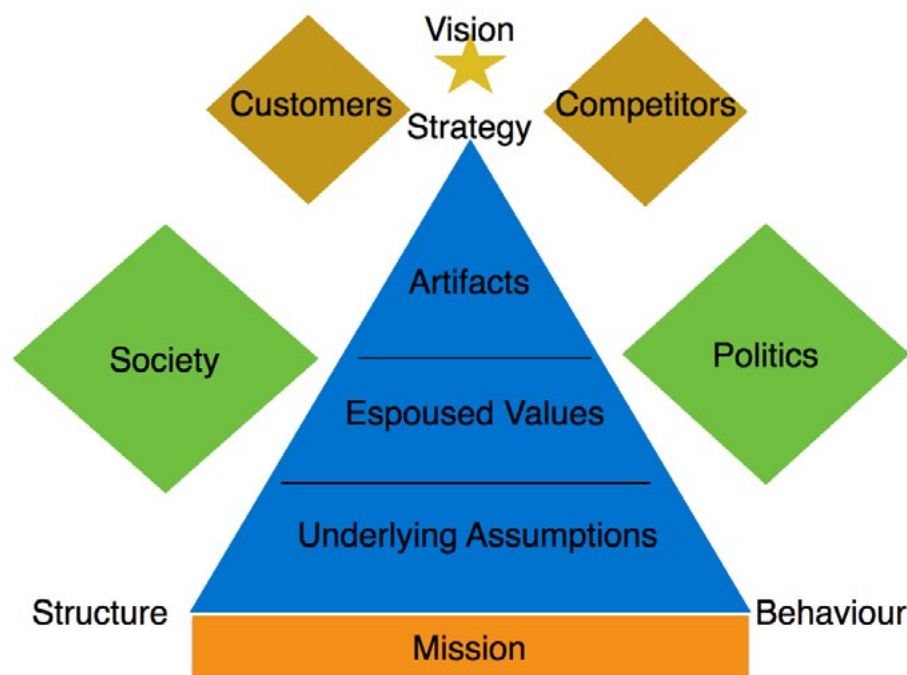 Vision
Customers
Competitors
Strategy
Artifacts
Society
Politics
Espoused Values
Underlying Assumptions
Structure
Behaviour
Mission